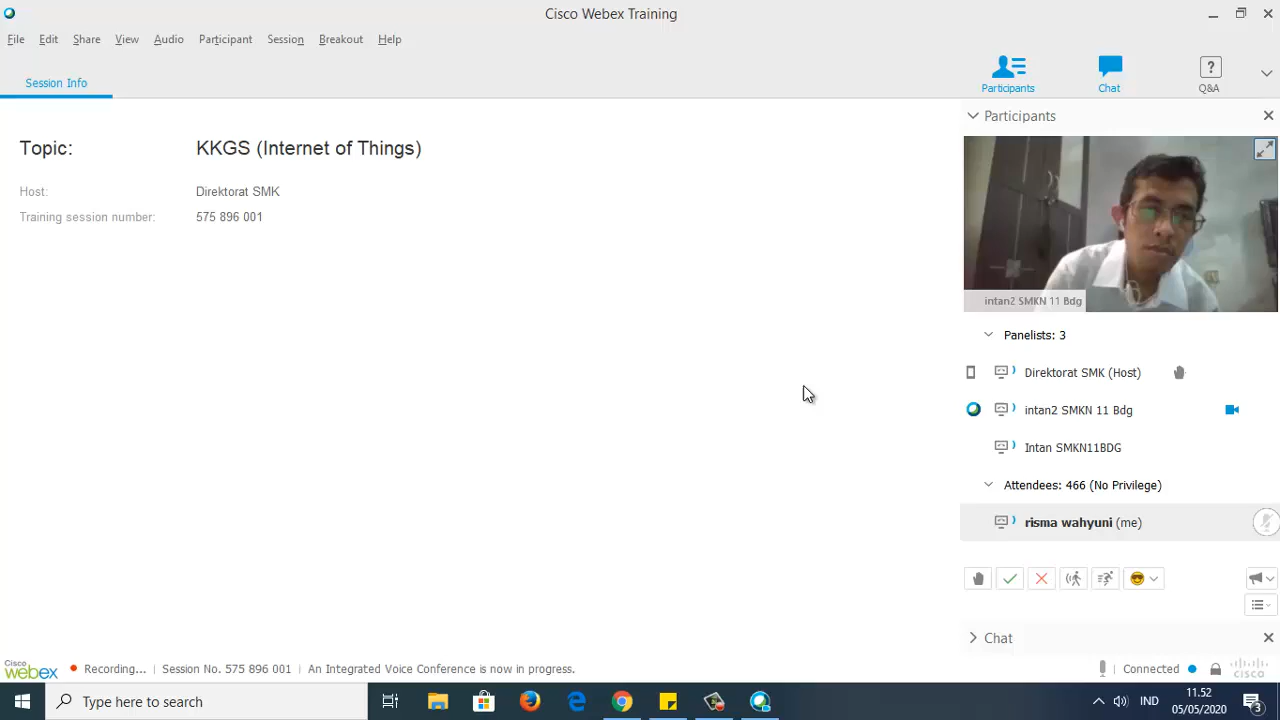 Cisco Webex Training
File Edit Share View Audio Participant Session Breakout Help
Session Info
Participants Chat Q&A
Participants
Topic: KKGS (Internet of Things)
Host: Direktorat SMK
Training session number: 575 896 001
intan2 SMKN 11 Bdg
Panelists: 3
Direktorat SMK (Host)
intan2 SMKN 11 Bdg
Intan SMKN11BDG
Attendees: 466 (No Privilege)
risma wahyuni (me)
Chat
Cisco webex Recording... Session No. 575 896 001 An Integrated Voice Conference is now in progress. Connected cisco
Type here to search IND 11.52
05/05/2020 3